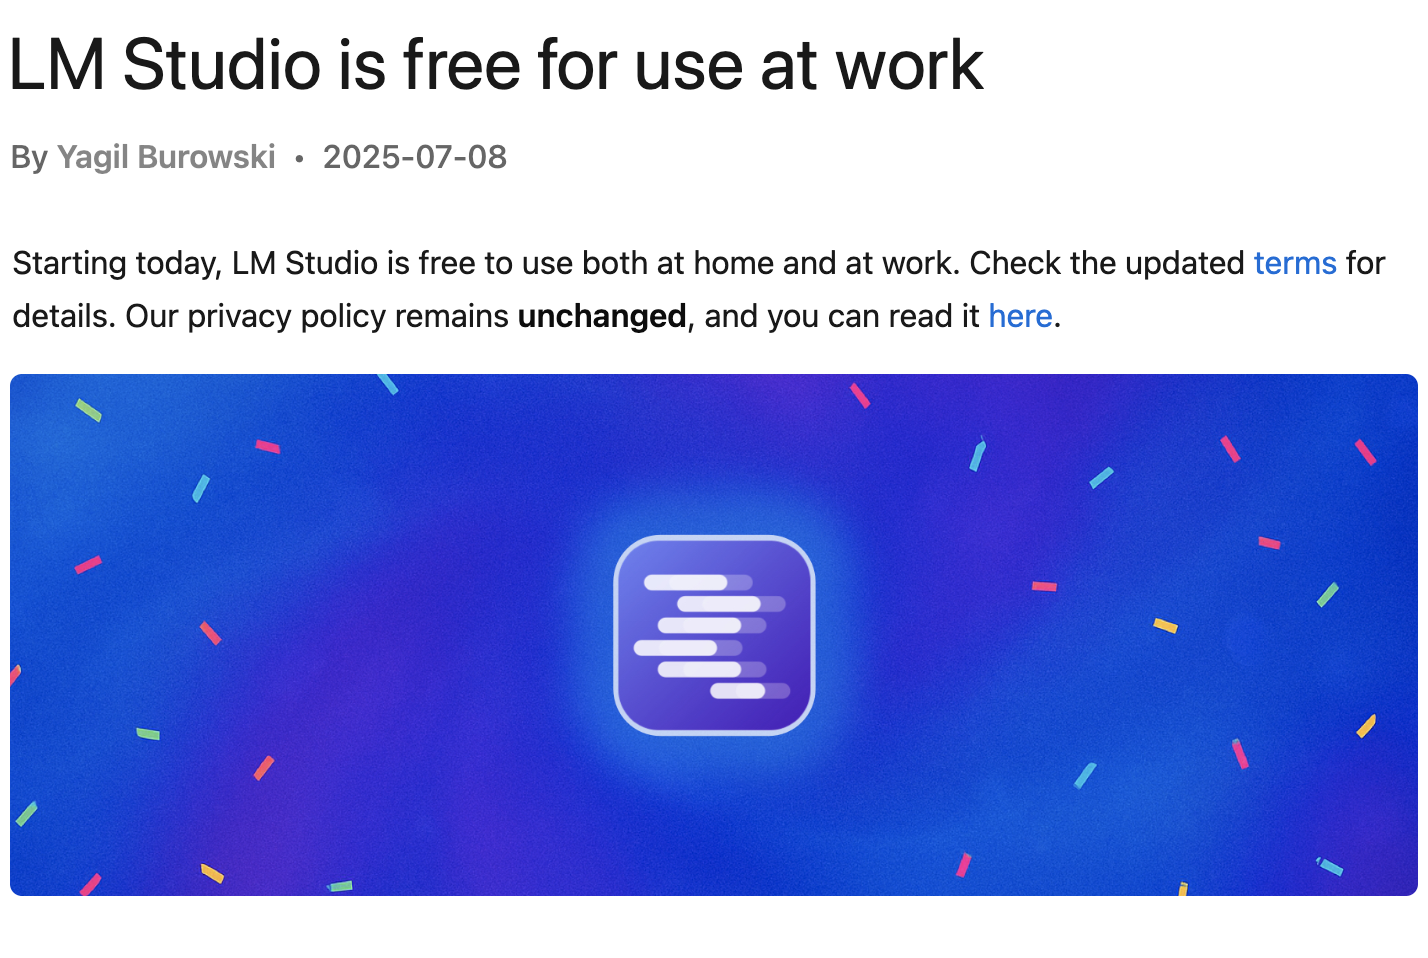 LM Studio is free for use at work
By Yagil Burowski • 2025-07-08
Starting today, LM Studio is free to use both at home and at work. Check the updated terms for
details. Our privacy policy remains unchanged, and you can read it here.